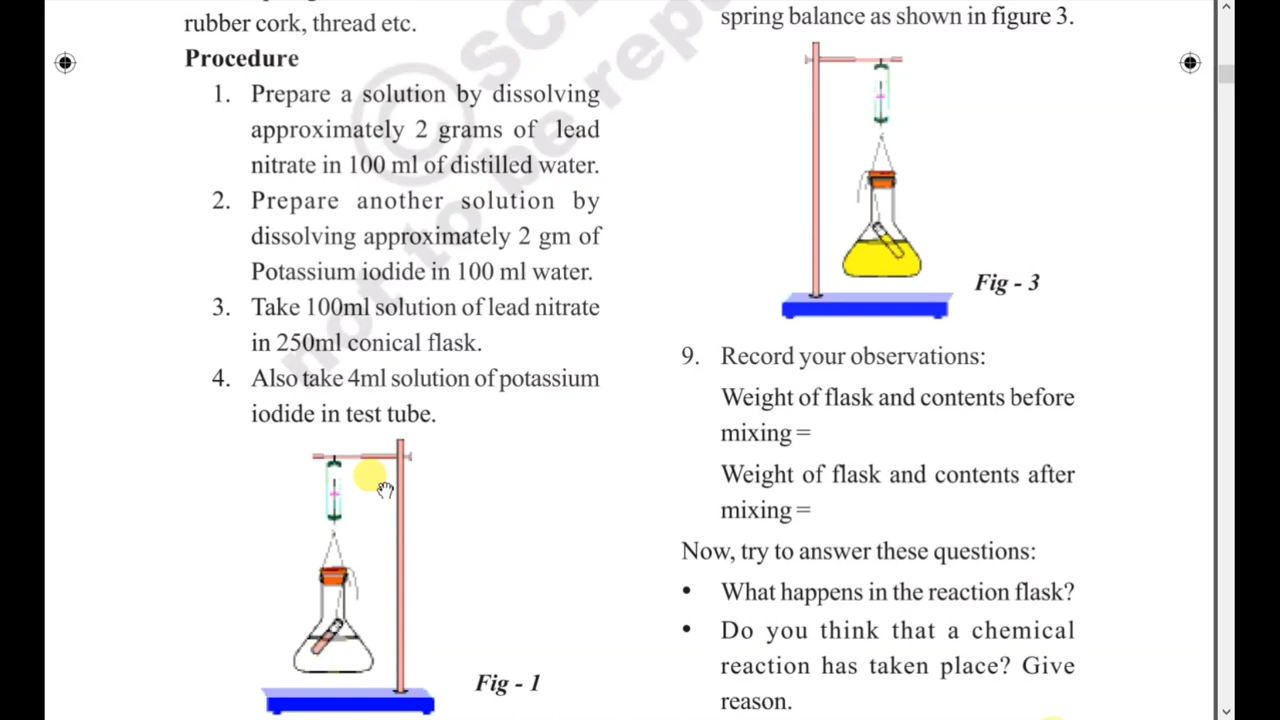 rubber cork, thread etc.
Procedure
1. Prepare a solution by dissolving
approximately 2 grams of lead
nitrate in 100 ml of distilled water.
2. Prepare another solution by
dissolving approximately 2 gm of
Potassium iodide in 100 ml water.
3. Take 100ml solution of lead nitrate
in 250ml conical flask.
4. Also take 4ml solution of potassium
iodide in test tube.
Fig - 1
spring balance as shown in figure 3.
Fig - 3
9. Record your observations:
Weight of flask and contents before
mixing =
Weight of flask and contents after
mixing =
Now, try to answer these questions:
• What happens in the reaction flask?
• Do you think that a chemical
reaction has taken place? Give
reason.
© SC
not to be rep